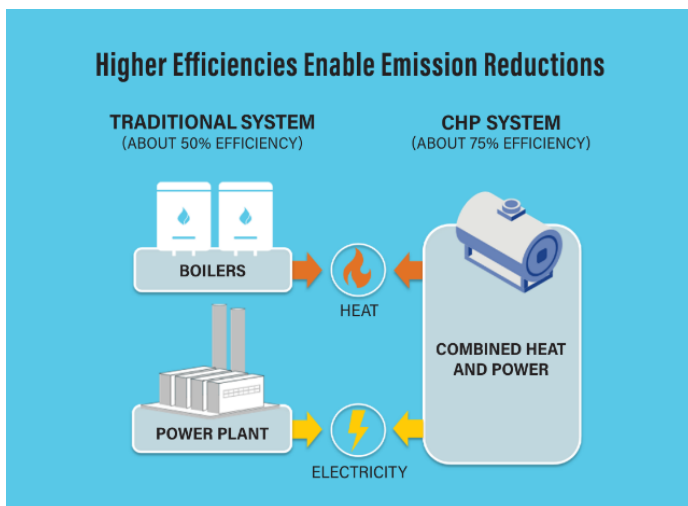 Higher Efficiencies Enable Emission Reductions
TRADITIONAL SYSTEM
(ABOUT 50% EFFICIENCY)
CHP SYSTEM
(ABOUT 75% EFFICIENCY)
BOILERS
HEAT
COMBINED HEAT
AND POWER
POWER PLANT
ELECTRICITY